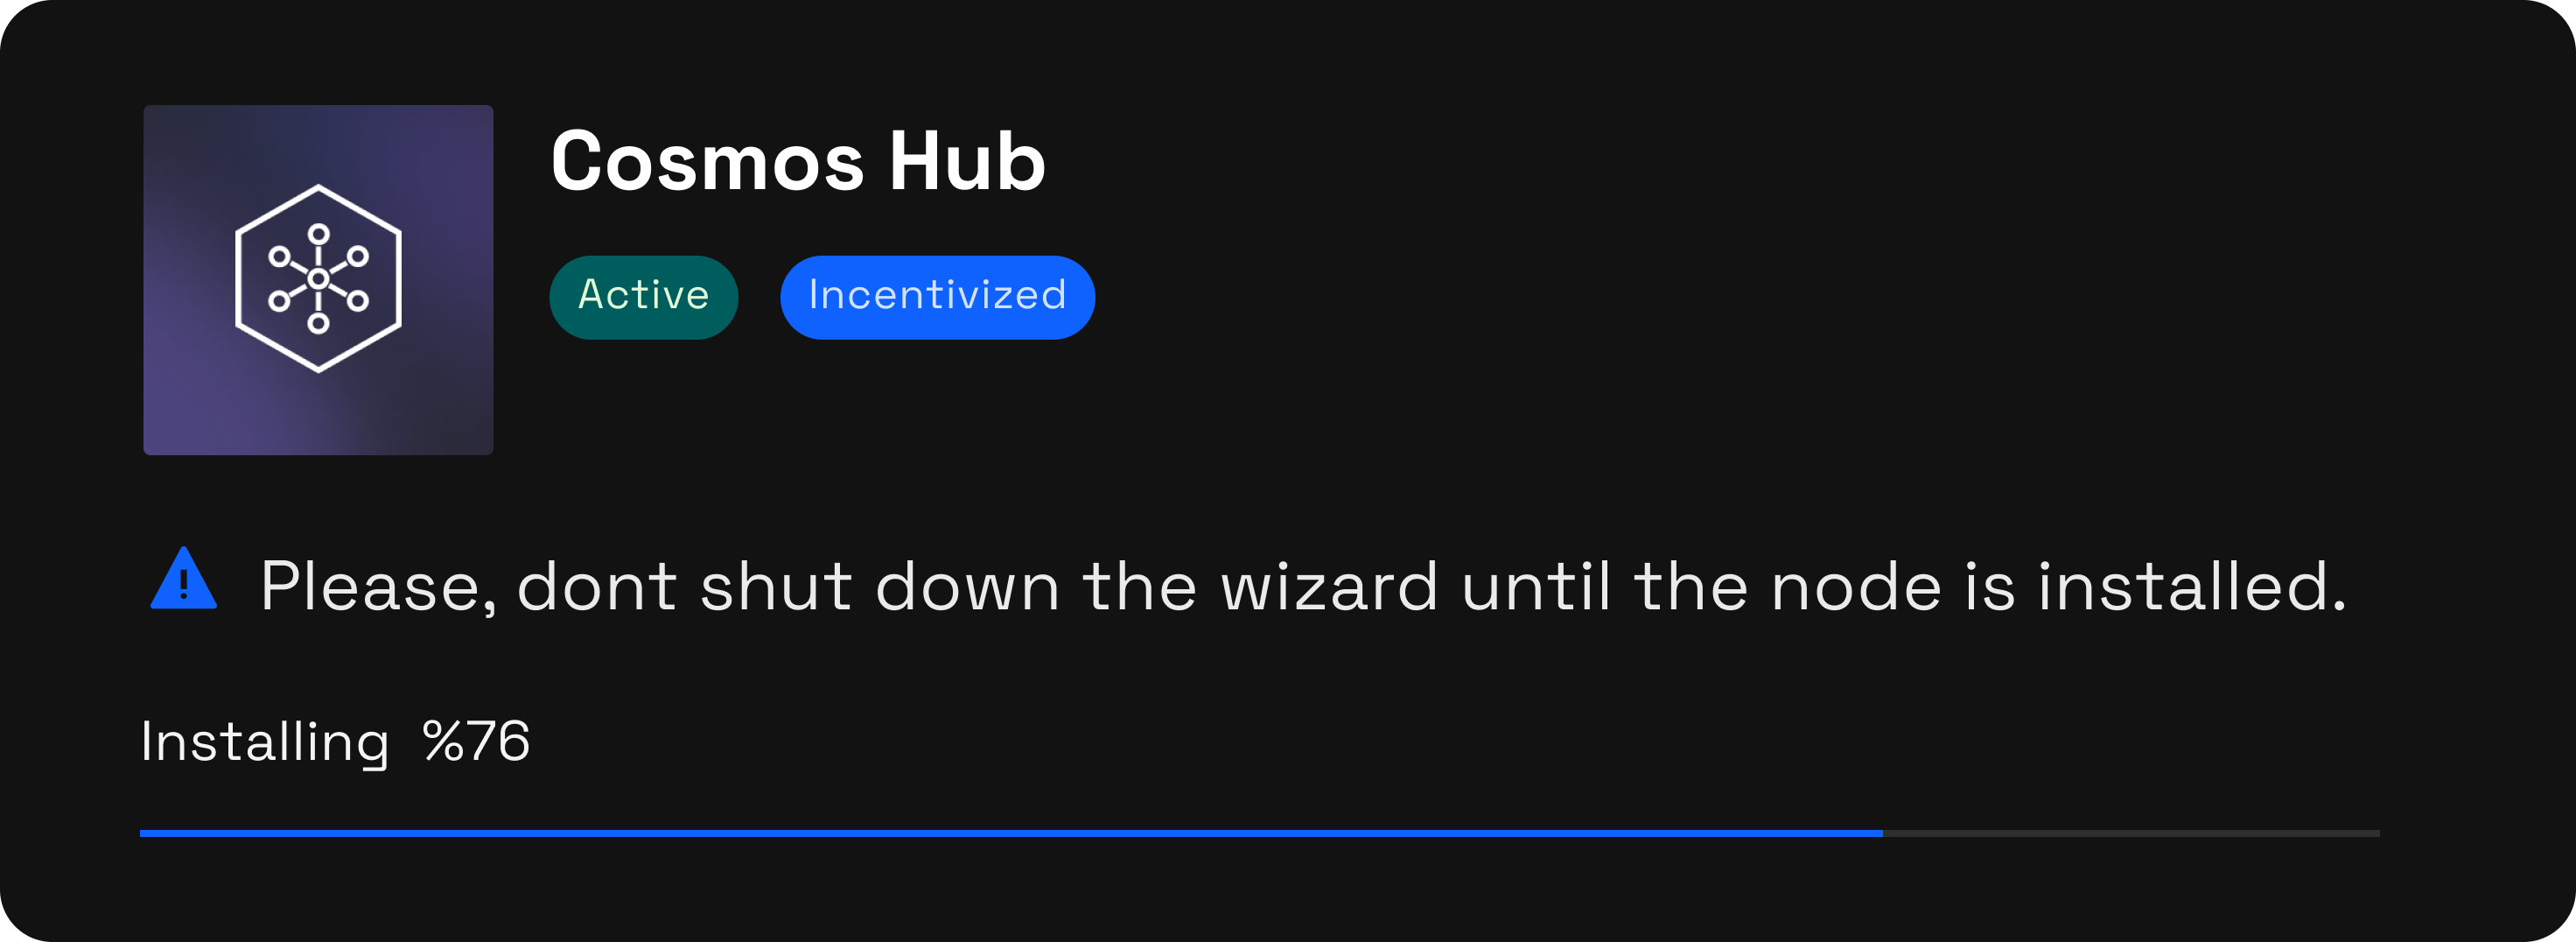 Cosmos Hub
Active Incentivized
Please, dont shut down the wizard until the node is installed.
Installing %76